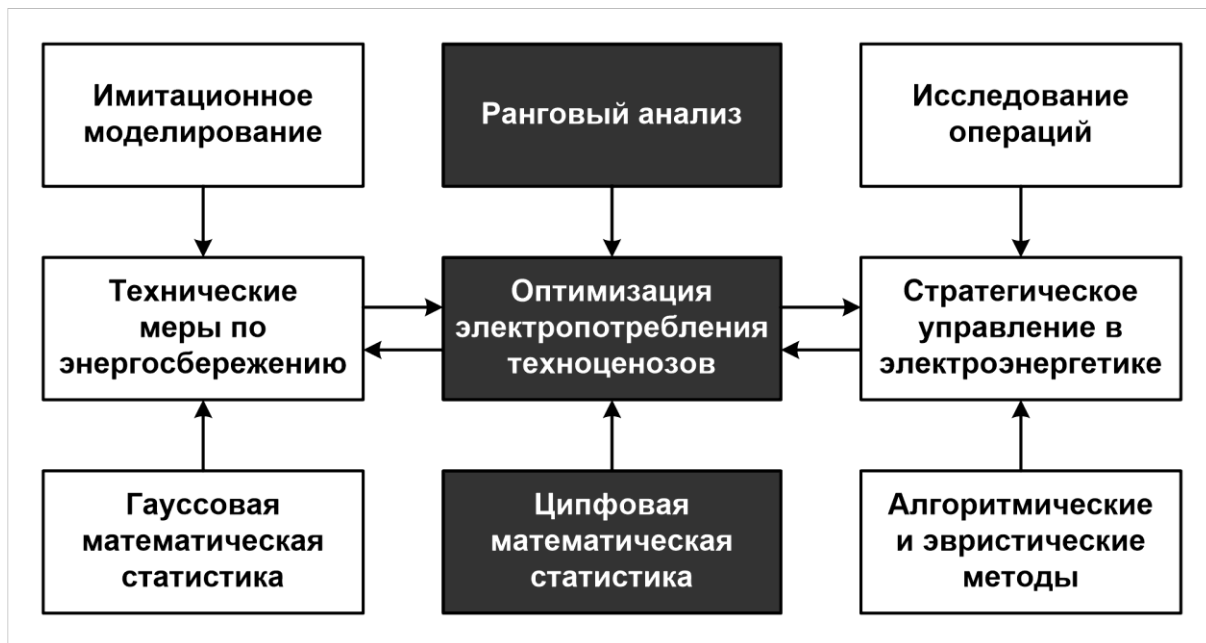 Имитационное
моделирование
Ранговый анализ
Исследование
операций
Технические
меры по
энергосбережению
Оптимизация
электропотребления
техноценозов
Стратегическое
управление в
электроэнергетике
Гауссовая
математическая
статистика
Ципфовая
математическая
статистика
Алгоритмические
и эвристические
методы